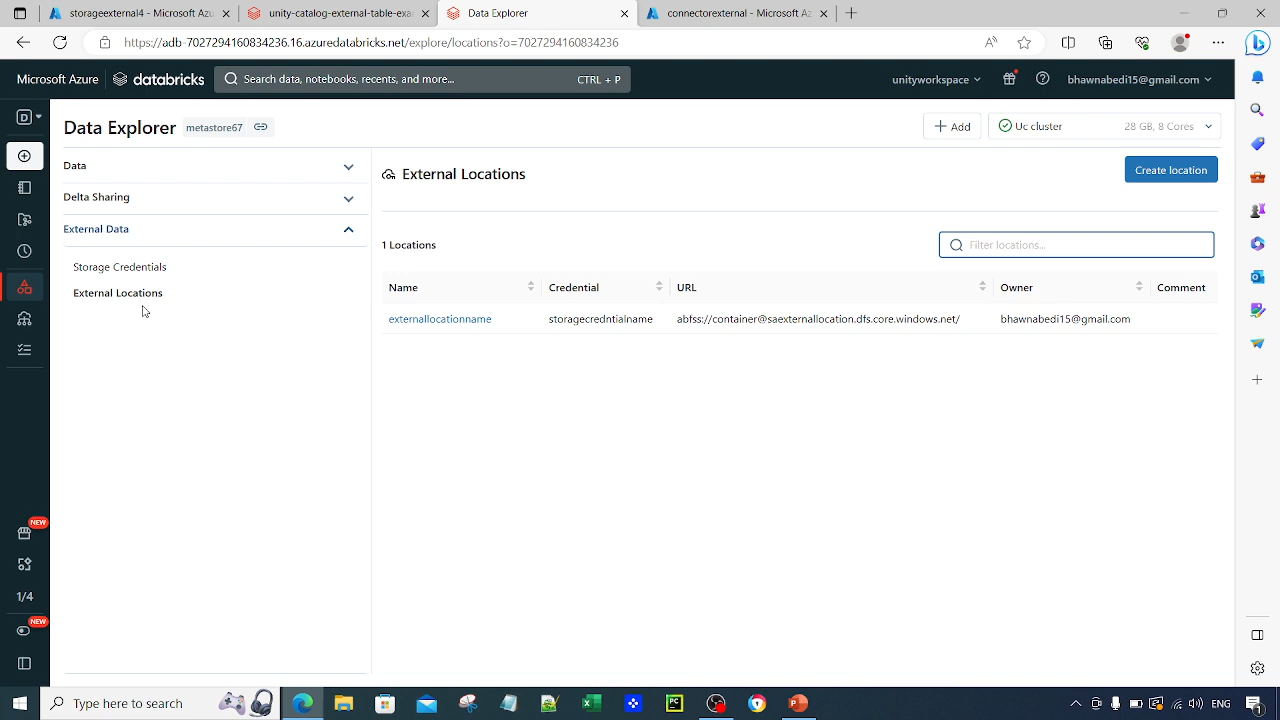 storageexternal4 - Microsoft Azu
unity-catalog-external-table-exar
Data Explorer
connectorexternal - Microsoft Az
https://adb-7027294160834236.16.azuredatabricks.net/explore/locations?o=7027294160834236
Microsoft Azure
databricks
Search data, notebooks, recents, and more...
CTRL + P
unityworkspace
bhawnabedi15@gmail.com
D
Data Explorer
metastore67
Add
Uc cluster
28 GB, 8 Cores
Data
Delta Sharing
External Data
Storage Credentials
External Locations
External Locations
Create location
1 Locations
Filter locations...
Name
Credential
URL
Owner
Comment
externallocationname
storagecredntialname
abfss://container@saexternallocation.dfs.core.windows.net/
bhawnabedi15@gmail.com
NEW
1/4
NEW
Type here to search
ENG